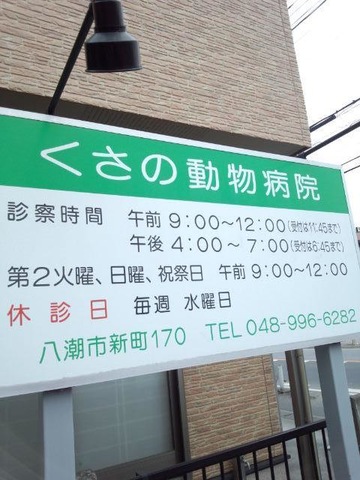 くさの動物病院
診察時間 午前 9:00～12:00(受付は11:45まで)
午後 4:00～7:00(受付は6:45まで)
第2火曜、日曜、祝祭日 午前 9:00～12:00
休診日 毎週 水曜日
八潮市新町170 TEL 048-996-6282